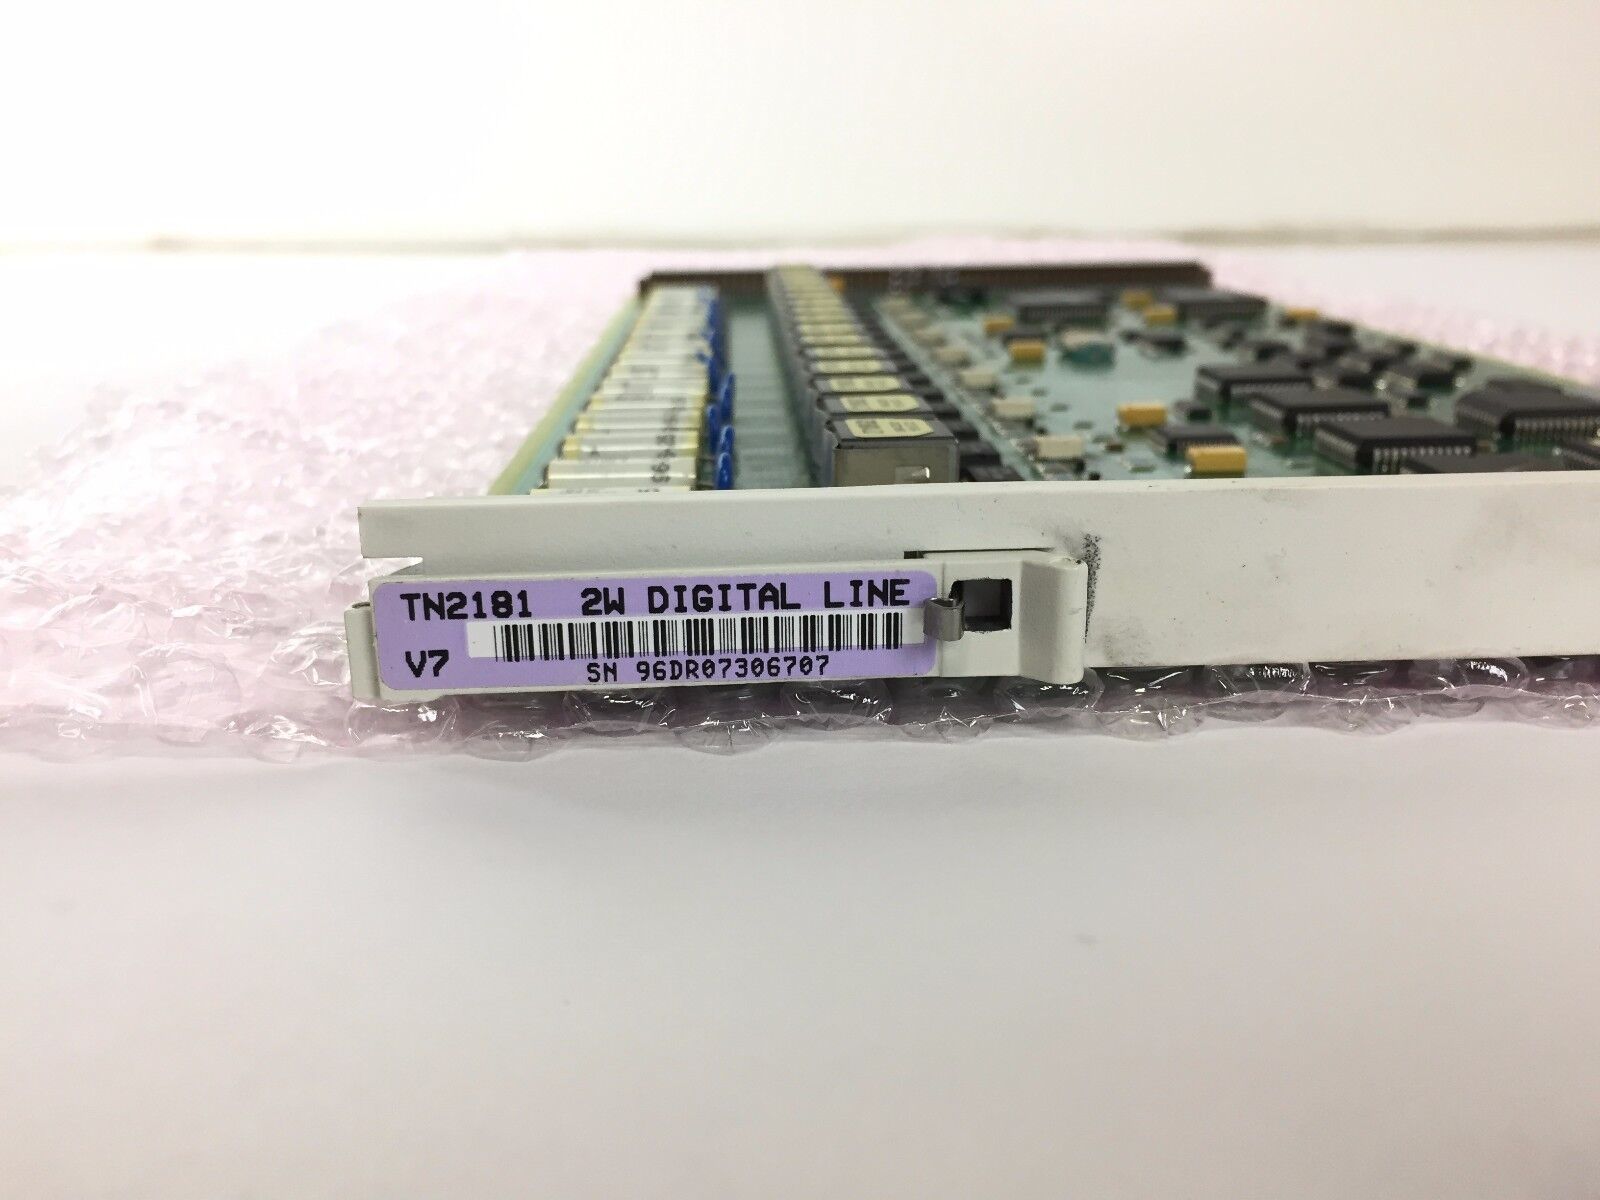 TN2181 2W DIGITAL LINE
V7
SN 96DR07306707